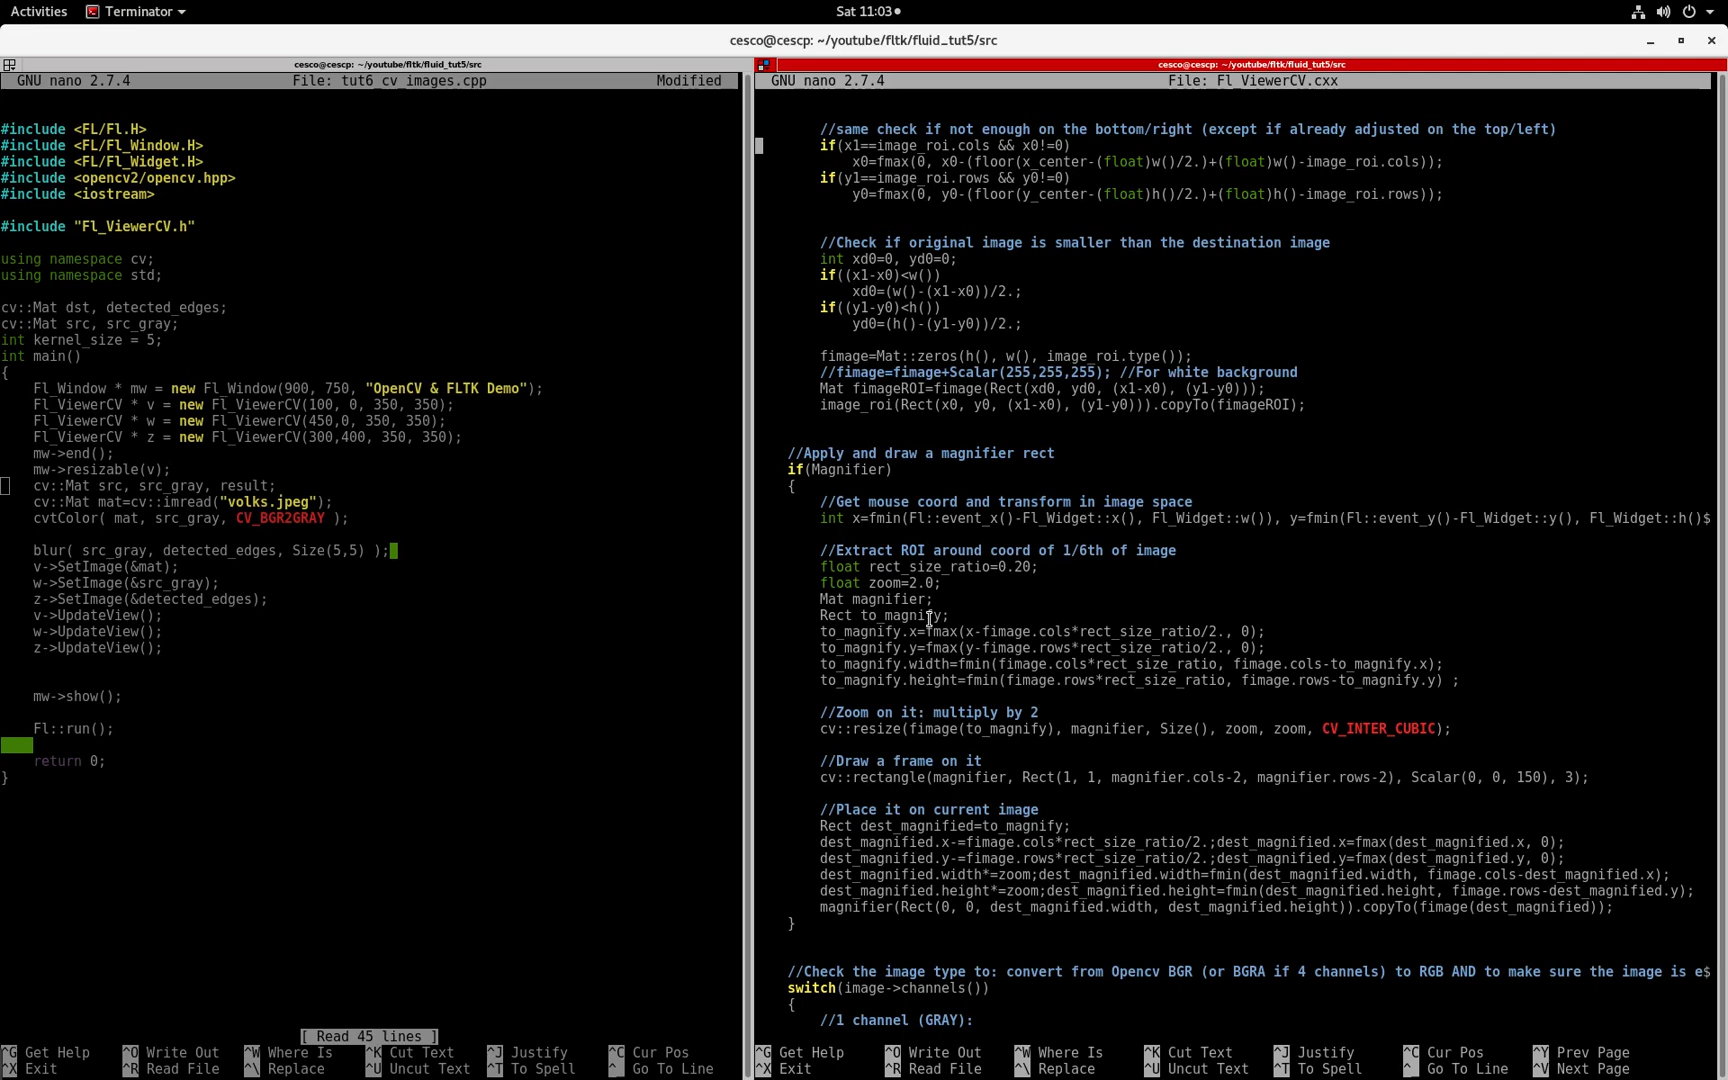 Activities Terminator Sat 11:03
cesco@cescp: ~/youtube/fltk/fluid_tut5/src
cesco@cescp: ~/youtube/fltk/fluid_tut5/src
GNU nano 2.7.4 File: tut6_cv_images.cpp Modified
#include <FL/Fl.H>
#include <FL/Fl_Window.H>
#include <FL/Fl_Widget.H>
#include <opencv2/opencv.hpp>
#include <iostream>
#include "Fl_ViewerCV.h"
using namespace cv;
using namespace std;
cv::Mat dst, detected_edges;
cv::Mat src, src_gray;
int kernel_size = 5;
int main()
{
Fl_Window * mw = new Fl_Window(900, 750, "OpenCV & FLTK Demo");
Fl_ViewerCV * v = new Fl_ViewerCV(100, 0, 350, 350);
Fl_ViewerCV * w = new Fl_ViewerCV(450,0, 350, 350);
Fl_ViewerCV * z = new Fl_ViewerCV(300,400, 350, 350);
mw->end();
mw->resizable(v);
cv::Mat src, src_gray, result;
cv::Mat mat=cv::imread("volks.jpeg");
cvtColor( mat, src_gray, CV_BGR2GRAY );
blur( src_gray, detected_edges, Size(5,5) );
v->SetImage(&mat);
w->SetImage(&src_gray);
z->SetImage(&detected_edges);
v->UpdateView();
w->UpdateView();
z->UpdateView();
mw->show();
Fl::run();
return 0;
}
[ Read 45 lines ]
^G Get Help ^O Write Out ^W Where Is ^K Cut Text ^J Justify ^C Cur Pos
^X Exit ^R Read File ^\ Replace ^U Uncut Text ^T To Spell ^_ Go To Line
cesco@cescp: ~/youtube/fltk/fluid_tut5/src
GNU nano 2.7.4 File: Fl_ViewerCV.cxx
//same check if not enough on the bottom/right (except if already adjusted on the top/left)
if(x1==image_roi.cols && x0!=0)
x0=fmax(0, x0-(floor(x_center-(float)w()/2.)+(float)w()-image_roi.cols));
if(y1==image_roi.rows && y0!=0)
y0=fmax(0, y0-(floor(y_center-(float)h()/2.)+(float)h()-image_roi.rows));
//Check if original image is smaller than the destination image
int xd0=0, yd0=0;
if((x1-x0)<w())
xd0=(w()-(x1-x0))/2.;
if((y1-y0)<h())
yd0=(h()-(y1-y0))/2.;
fimage=Mat::zeros(h(), w(), image_roi.type());
//fimage=fimage+Scalar(255,255,255); //For white background
Mat fimageROI=fimage(Rect(xd0, yd0, (x1-x0), (y1-y0)));
image_roi(Rect(x0, y0, (x1-x0), (y1-y0))).copyTo(fimageROI);
//Apply and draw a magnifier rect
if(Magnifier)
{
//Get mouse coord and transform in image space
int x=fmin(Fl::event_x()-Fl_Widget::x(), Fl_Widget::w()), y=fmin(Fl::event_y()-Fl_Widget::y(), Fl_Widget::h()$
//Extract ROI around coord of 1/6th of image
float rect_size_ratio=0.20;
float zoom=2.0;
Mat magnifier;
Rect to_magnify;
to_magnify.x=fmax(x-fimage.cols*rect_size_ratio/2., 0);
to_magnify.y=fmax(y-fimage.rows*rect_size_ratio/2., 0);
to_magnify.width=fmin(fimage.cols*rect_size_ratio, fimage.cols-to_magnify.x);
to_magnify.height=fmin(fimage.rows*rect_size_ratio, fimage.rows-to_magnify.y) ;
//Zoom on it: multiply by 2
cv::resize(fimage(to_magnify), magnifier, Size(), zoom, zoom, CV_INTER_CUBIC);
//Draw a frame on it
cv::rectangle(magnifier, Rect(1, 1, magnifier.cols-2, magnifier.rows-2), Scalar(0, 0, 150), 3);
//Place it on current image
Rect dest_magnified=to_magnify;
dest_magnified.x-=fimage.cols*rect_size_ratio/2.;dest_magnified.x=fmax(dest_magnified.x, 0);
dest_magnified.y-=fimage.rows*rect_size_ratio/2.;dest_magnified.y=fmax(dest_magnified.y, 0);
dest_magnified.width*=zoom;dest_magnified.width=fmin(dest_magnified.width, fimage.cols-dest_magnified.x);
dest_magnified.height*=zoom;dest_magnified.height=fmin(dest_magnified.height, fimage.rows-dest_magnified.y);
magnifier(Rect(0, 0, dest_magnified.width, dest_magnified.height)).copyTo(fimage(dest_magnified));
}
//Check the image type to: convert from Opencv BGR (or BGRA if 4 channels) to RGB AND to make sure the image is e$
switch(image->channels())
{
//1 channel (GRAY):
^G Get Help ^O Write Out ^W Where Is ^K Cut Text ^J Justify ^C Cur Pos ^Y Prev Page
^X Exit ^R Read File ^\ Replace ^U Uncut Text ^T To Spell ^_ Go To Line ^V Next Page